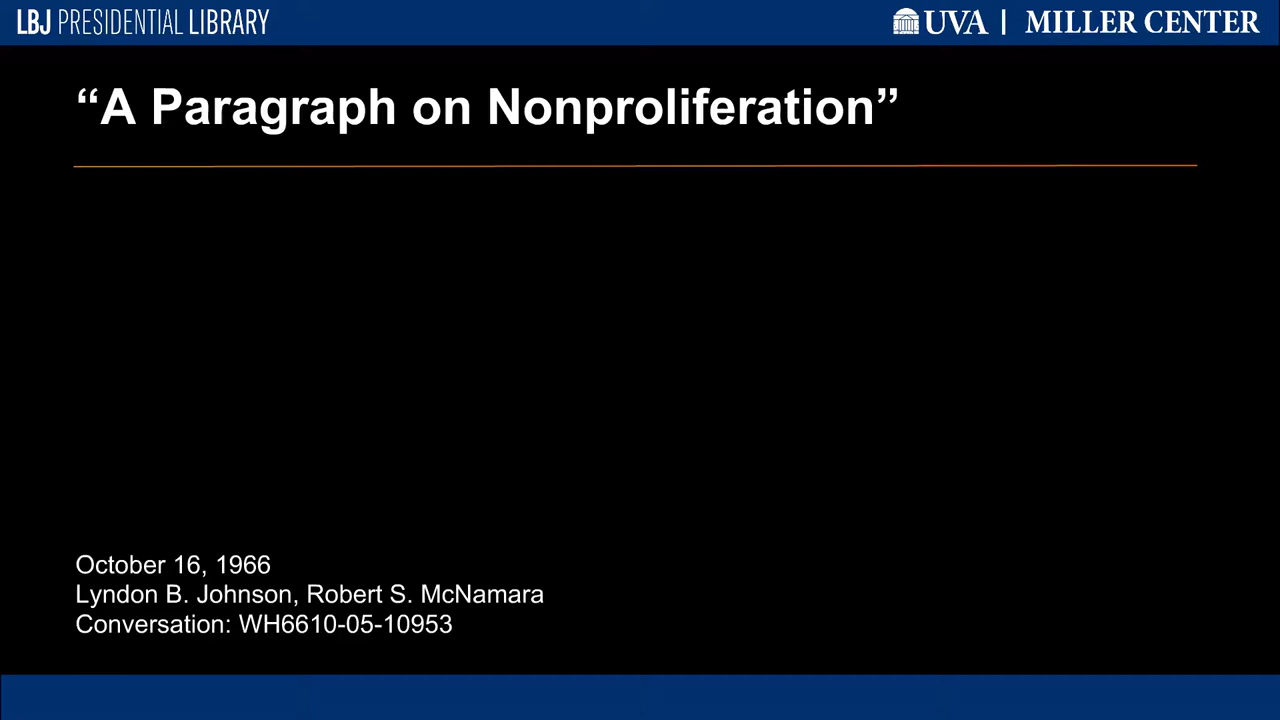 LBJ PRESIDENTIAL LIBRARY
UVA | MILLER CENTER
“A Paragraph on Nonproliferation”
October 16, 1966
Lyndon B. Johnson, Robert S. McNamara
Conversation: WH6610-05-10953